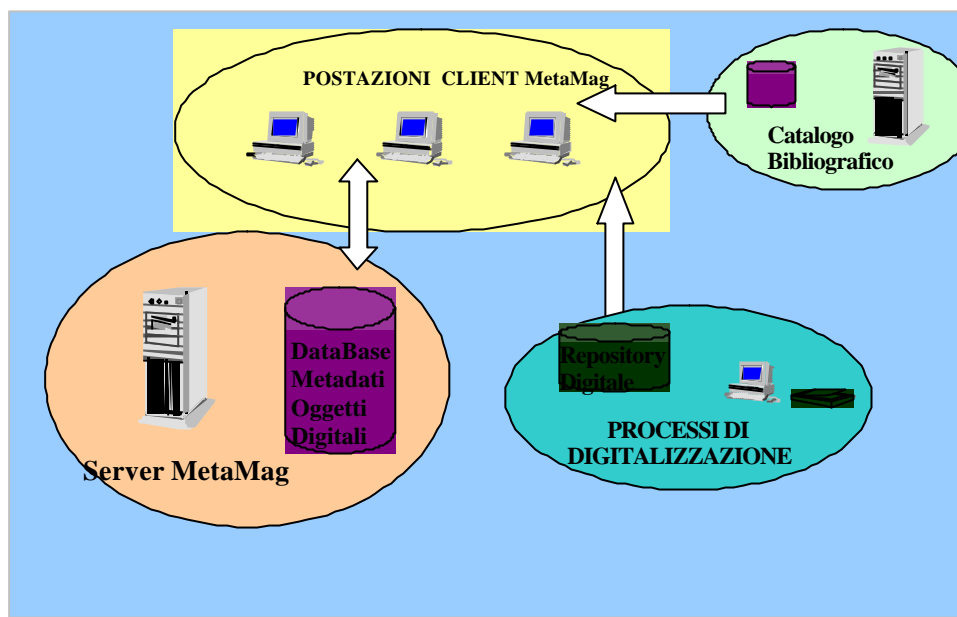 POSTAZIONI CLIENT MetaMag
Catalogo
Bibliografico
DataBase
Metadati
Oggetti
Digitali
Server MetaMag
Repository
Digitale
PROCESSI DI
DIGITALIZZAZIONE